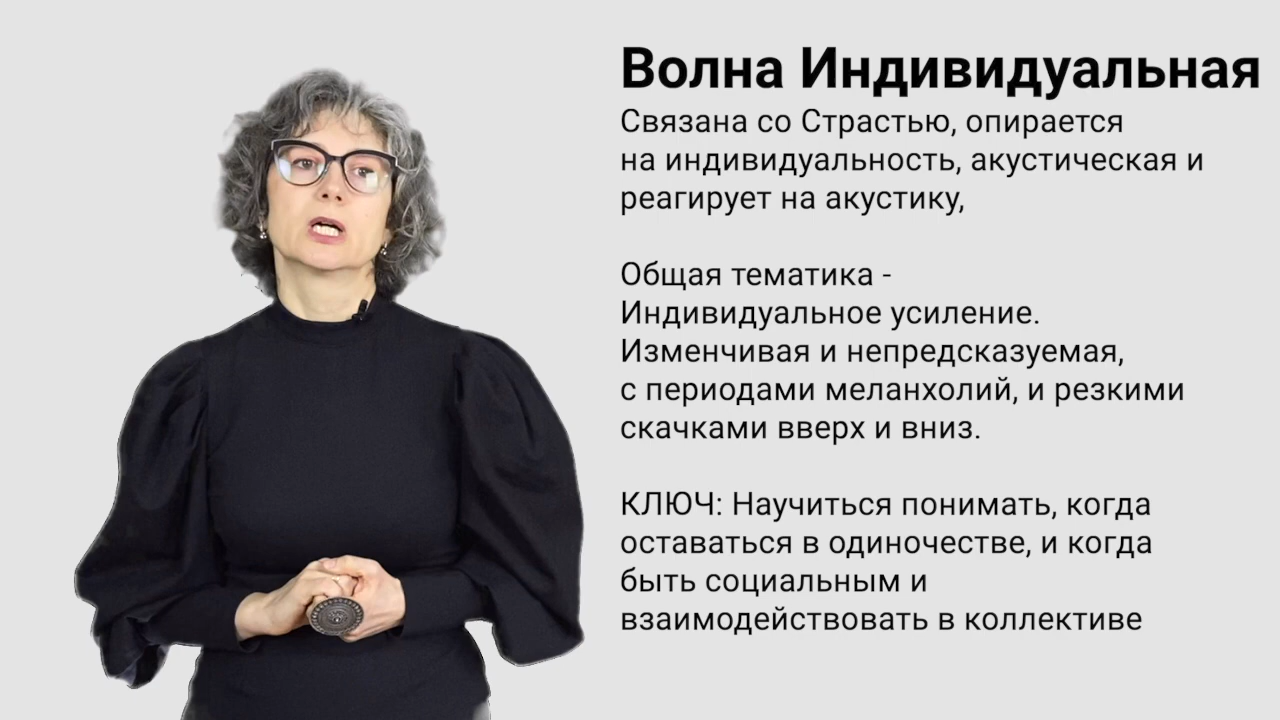 Волна Индивидуальная
Связана со Страстью, опирается
на индивидуальность, акустическая и
реагирует на акустику,
Общая тематика -
Индивидуальное усиление.
Изменчивая и непредсказуемая,
с периодами меланхолий, и резкими
скачками вверх и вниз.
КЛЮЧ: Научиться понимать, когда
оставаться в одиночестве, и когда
быть социальным и
взаимодействовать в коллективе